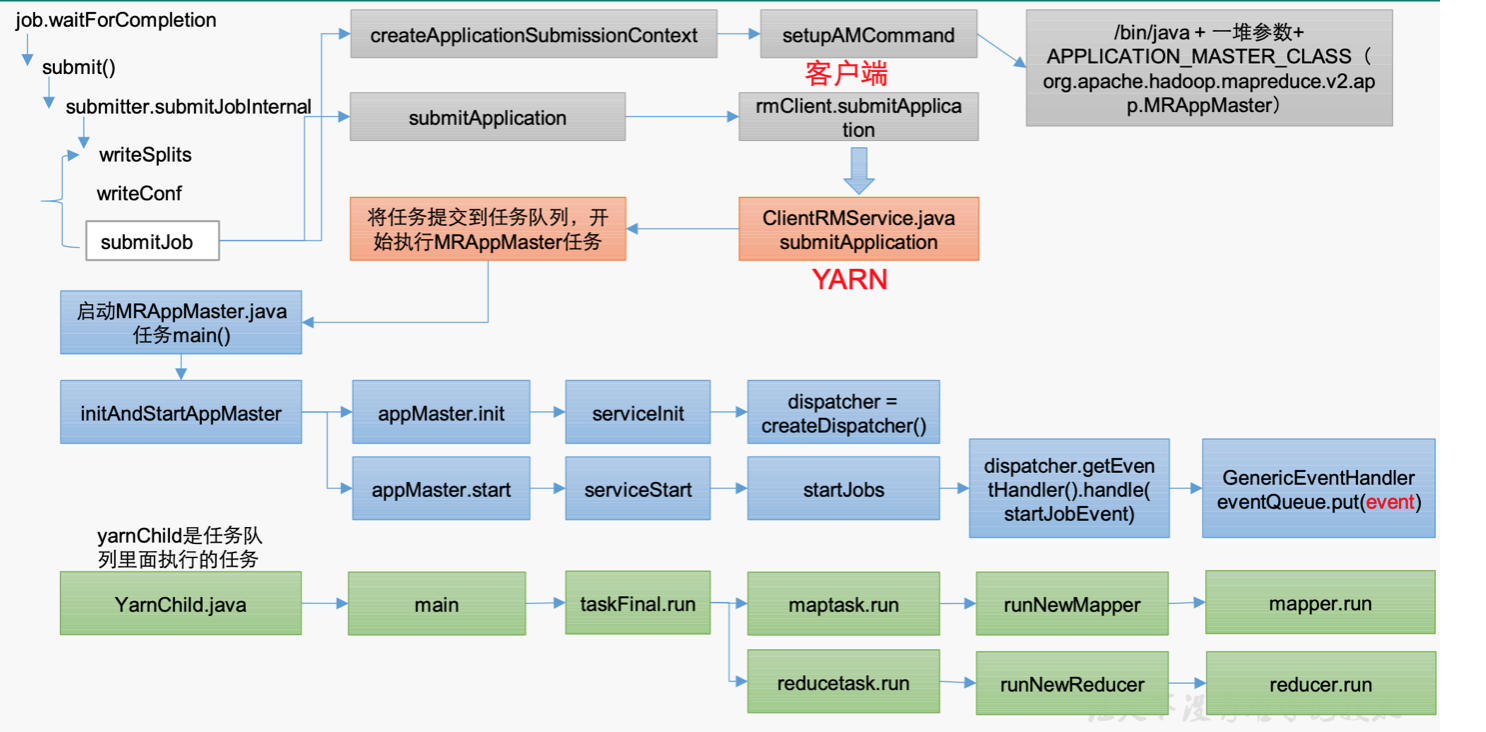 job.waitForCompletion
submit()
submitter.submitJobInternal
writeSplits
writeConf
submitJob
createApplicationSubmissionContext
setupAMCommand
/bin/java + 一堆参数+
APPLICATION_MASTER_CLASS（
org.apache.hadoop.mapreduce.v2.ap
p.MRAppMaster）
客户端
submitApplication
rmClient.submitApplica
tion
将任务提交到任务队列，开
始执行MRAppMaster任务
ClientRMService.java
submitApplication
YARN
启动MRAppMaster.java
任务main()
initAndStartAppMaster
appMaster.init
serviceInit
dispatcher =
createDispatcher()
appMaster.start
serviceStart
startJobs
dispatcher.getEven
tHandler().handle(
startJobEvent)
GenericEventHandler
eventQueue.put(event)
yarnChild是任务队
列里面执行的任务
YarnChild.java
main
taskFinal.run
maptask.run
runNewMapper
mapper.run
reducetask.run
runNewReducer
reducer.run